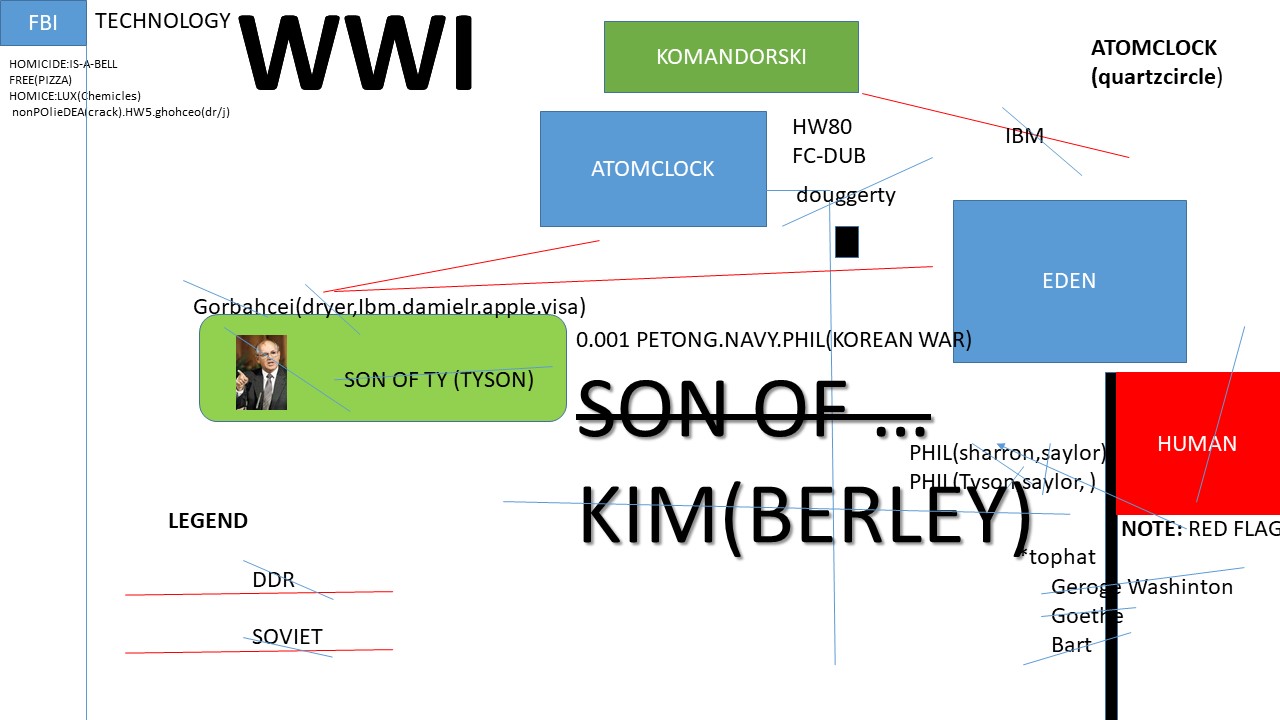 FBI
TECHNOLOGY
WWI
HOMICIDE:IS-A-BELL
FREE(PIZZA)
HOMICE:LUX(Chemicles)
nonPOlieDEA(crack).HW5.ghohceo(dr/j)
KOMANDORSKI
ATOMCLOCK
(quartzcircle)
ATOMCLOCK
HW80
FC-DUB
IBM
douggerty
EDEN
Gorbahcei(dryer,Ibm.damielr.apple.visa)
SON OF TY (TYSON)
0.001 PETONG.NAVY.PHIL(KOREAN WAR)
SON OF ...
KIM(BERLEY)
PHIL(sharron,saylor)
PHIL(Tyson saylor, )
HUMAN
NOTE: RED FLAG
*tophat
Geroge Washinton
Goethe
Bart
LEGEND
DDR
SOVIET